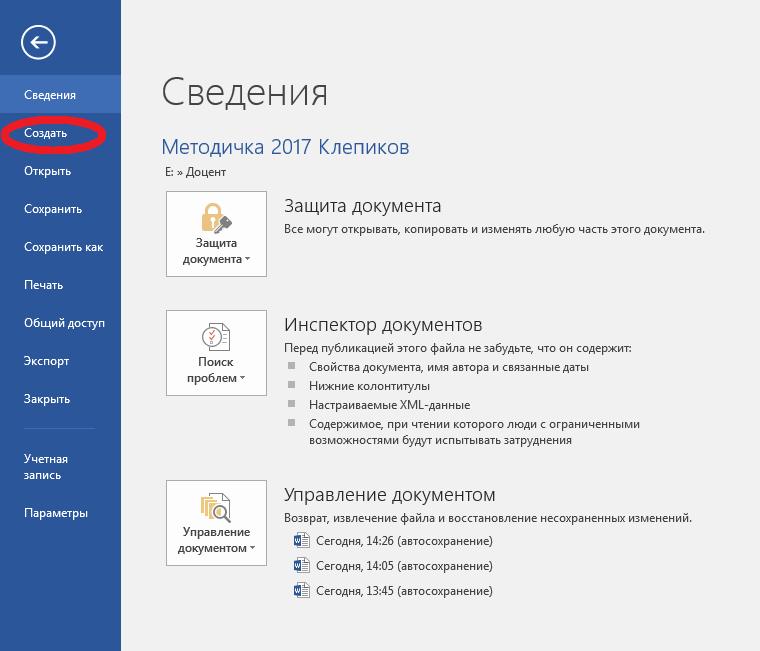 Сведения
Создать
Открыть
Сохранить
Сохранить как
Печать
Общий доступ
Экспорт
Закрыть
Учетная
запись
Параметры
Сведения
Методичка 2017 Клепиков
E: » Доцент
Защита
документа
Защита документа
Все могут открывать, копировать и изменять любую часть этого документа.
Поиск
проблем
Инспектор документов
Перед публикацией этого файла не забудьте, что он содержит:
Свойства документа, имя автора и связанные даты
Нижние колонтитулы
Настраиваемые XML-данные
Содержимое, при чтении которого люди с ограниченными
возможностями будут испытывать затруднения
Управление
документом
Управление документом
Возврат, извлечение файла и восстановление несохраненных изменений.
Сегодня, 14:26 (автосохранение)
Сегодня, 14:05 (автосохранение)
Сегодня, 13:45 (автосохранение)